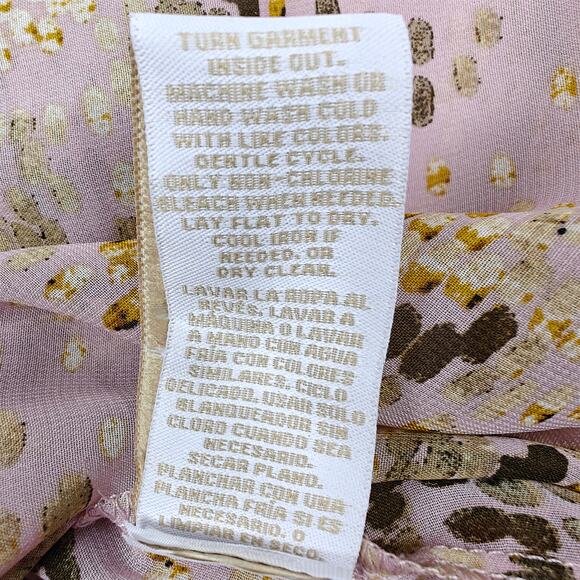 TURN GARMENT
INSIDE OUT.
MACHINE WASH OR
HAND WASH COLD
WITH LIKE COLORS.
GENTLE CYCLE.
ONLY NON-CHLORINE
BLEACH WHEN NEEDED.
LAY FLAT TO DRY.
COOL IRON IF
NEEDED. OR
DRY CLEAN.
LAVAR LA ROPA AL
REVÉS. LAVAR A
MÁQUINA O LAVAR
A MANO CON AGUA
FRÍA CON COLORES
SIMILARES. CICLO
DELICADO. USAR SOLO
BLANQUEADOR SIN
CLORO CUANDO SEA
NECESARIO.
SECAR PLANO.
PLANCHAR CON UNA
PLANCHA FRÍA SI ES
NECESARIO. O
LIMPIAR EN SECO.